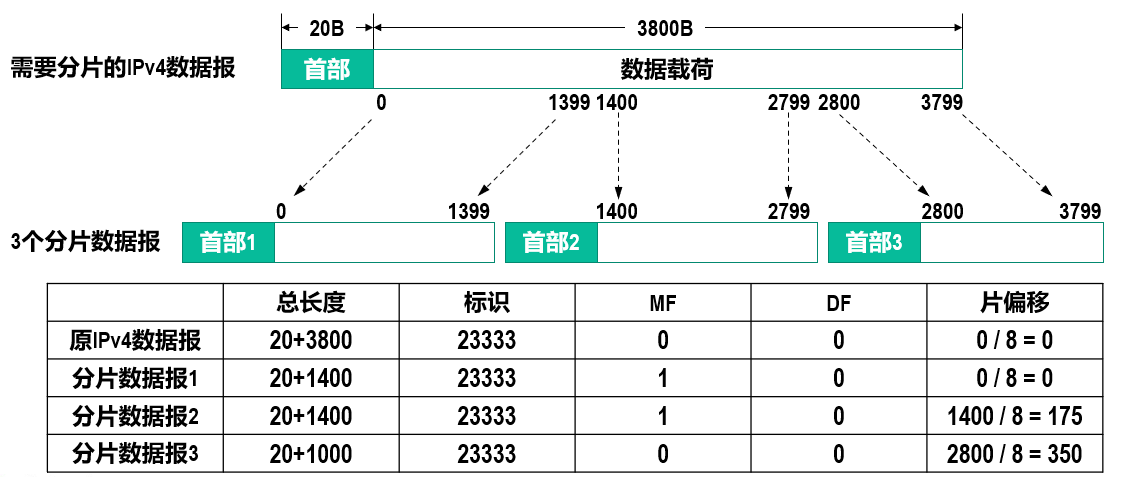 20B 3800B
需要分片的IPv4数据报 首部 数据载荷
0 1399 1400 2799 2800 3799
0 1399 1400 2799 2800 3799
3个分片数据报 首部1 首部2 首部3
总长度 标识 MF DF 片偏移
原IPv4数据报 20+3800 23333 0 0 0 / 8 = 0
分片数据报1 20+1400 23333 1 0 0 / 8 = 0
分片数据报2 20+1400 23333 1 0 1400 / 8 = 175
分片数据报3 20+1000 23333 0 0 2800 / 8 = 350